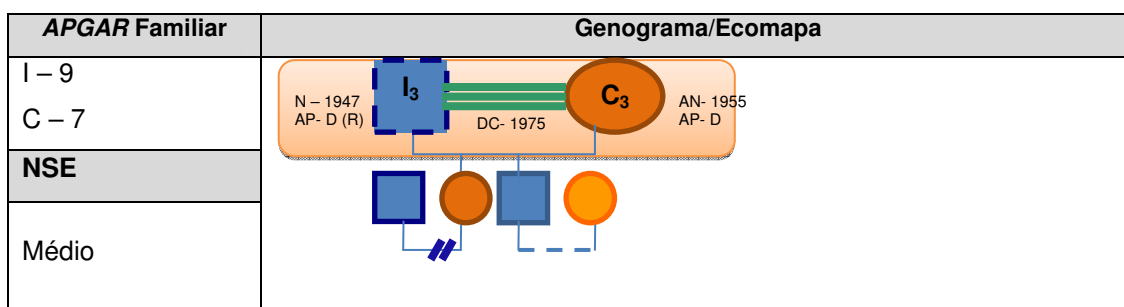 APGAR Familiar
Genograma/Ecomapa
I – 9
C – 7
NSE
Médio
N – 1947
AP- D (R)
I3
DC- 1975
C3
AN- 1955
AP- D